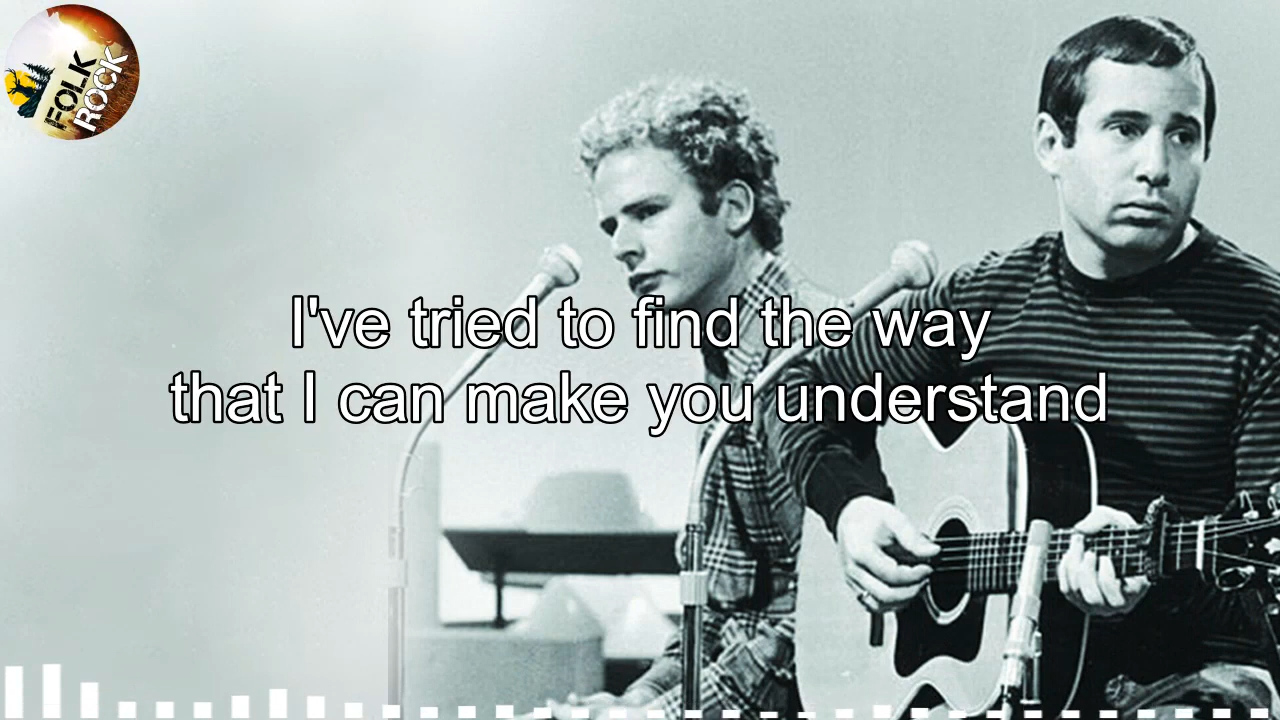 FOLK
ROCK
I've tried to find the way
that I can make you understand